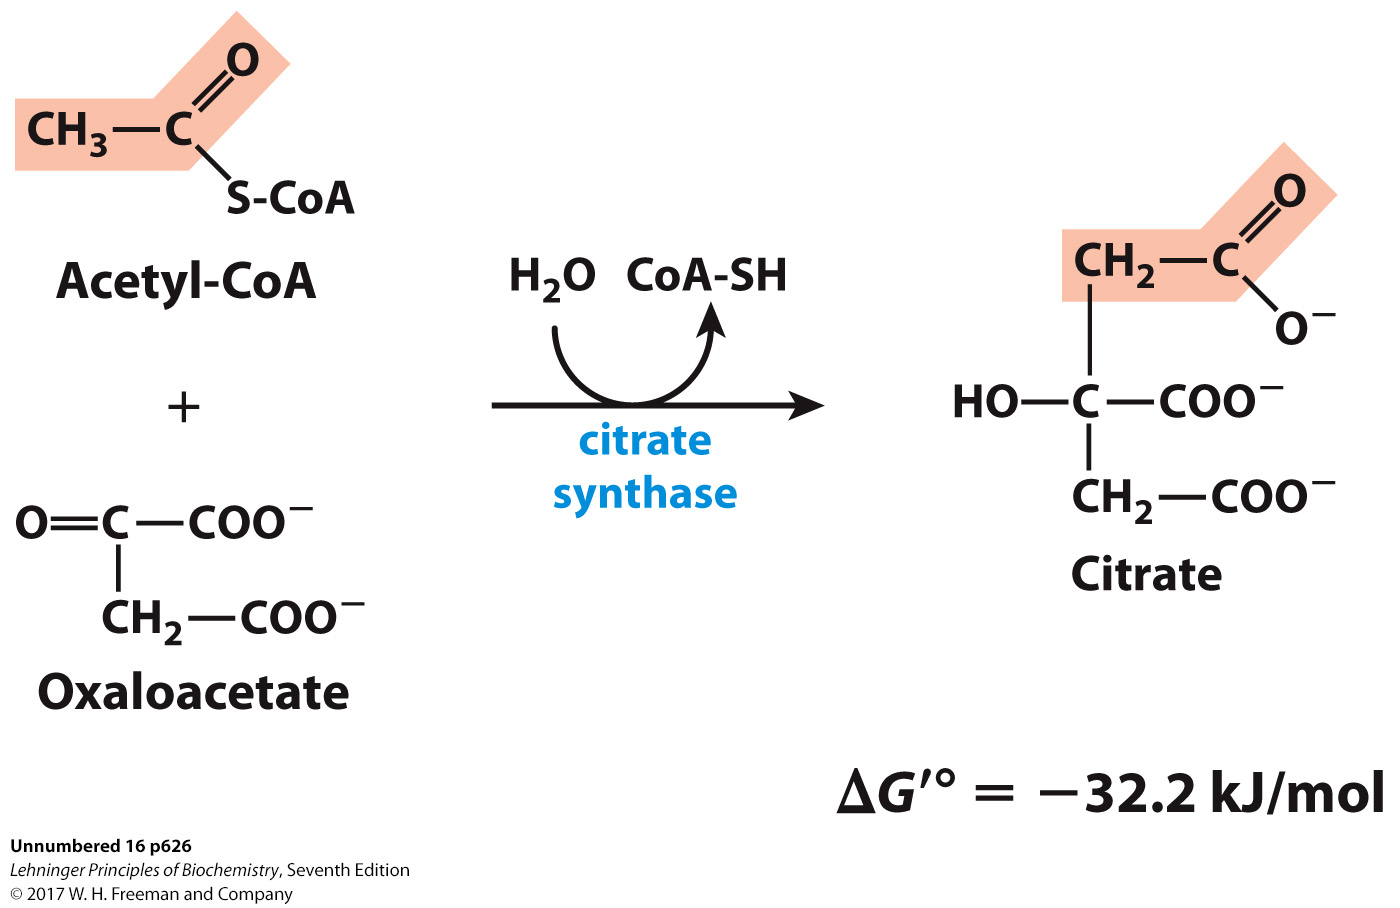 O
CH₃—C
S-CoA
Acetyl-CoA
+
O=C—COO⁻
CH₂—COO⁻
Oxaloacetate
H₂O CoA-SH
citrate
synthase
O
CH₂—C
O⁻
HO—C—COO⁻
CH₂—COO⁻
Citrate
ΔG′° = −32.2 kJ/mol
Unnumbered 16 p626
Lehninger Principles of Biochemistry, Seventh Edition
© 2017 W. H. Freeman and Company